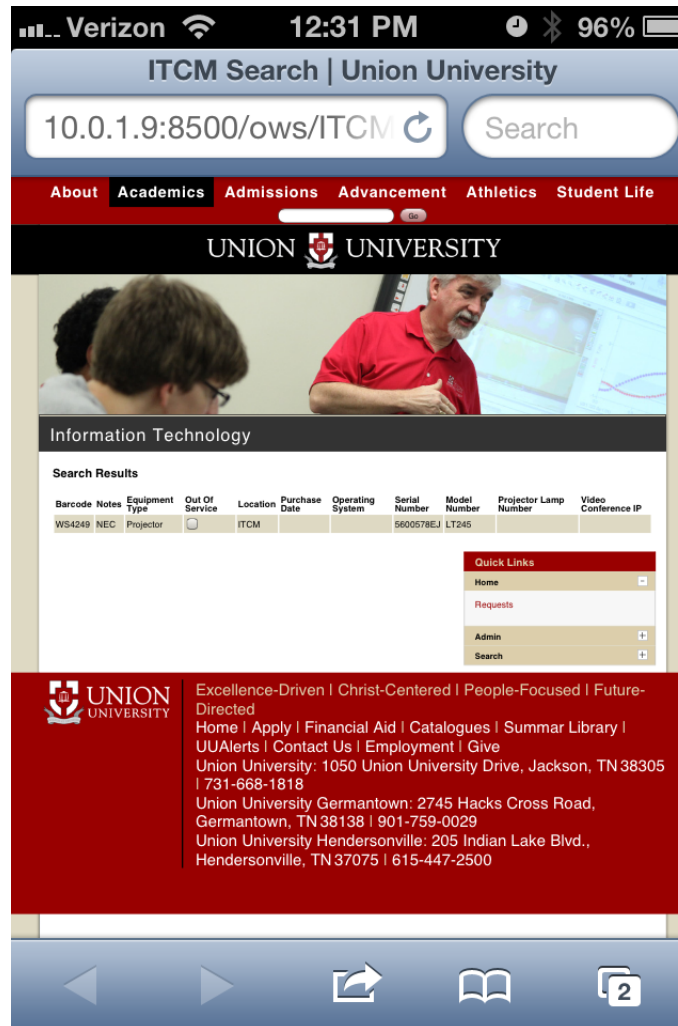 Verizon 12:31 PM 96%
ITCM Search | Union University
10.0.1.9:8500/ows/ITCM Search
About Academics Admissions Advancement Athletics Student Life
Go
UNION UNIVERSITY
Information Technology
Search Results
Barcode Notes Equipment Type Out Of Service Location Purchase Date Operating System Serial Number Model Number Projector Lamp Number Video Conference IP
WS4249 NEC Projector ITCM 5600578EJ LT245
Quick Links
Home
Requests
Admin
Search
UNION
UNIVERSITY
Excellence-Driven | Christ-Centered | People-Focused | Future-
Directed
Home | Apply | Financial Aid | Catalogues | Summar Library |
UUAlerts | Contact Us | Employment | Give
Union University: 1050 Union University Drive, Jackson, TN 38305
| 731-668-1818
Union University Germantown: 2745 Hacks Cross Road,
Germantown, TN 38138 | 901-759-0029
Union University Hendersonville: 205 Indian Lake Blvd.,
Hendersonville, TN 37075 | 615-447-2500
2